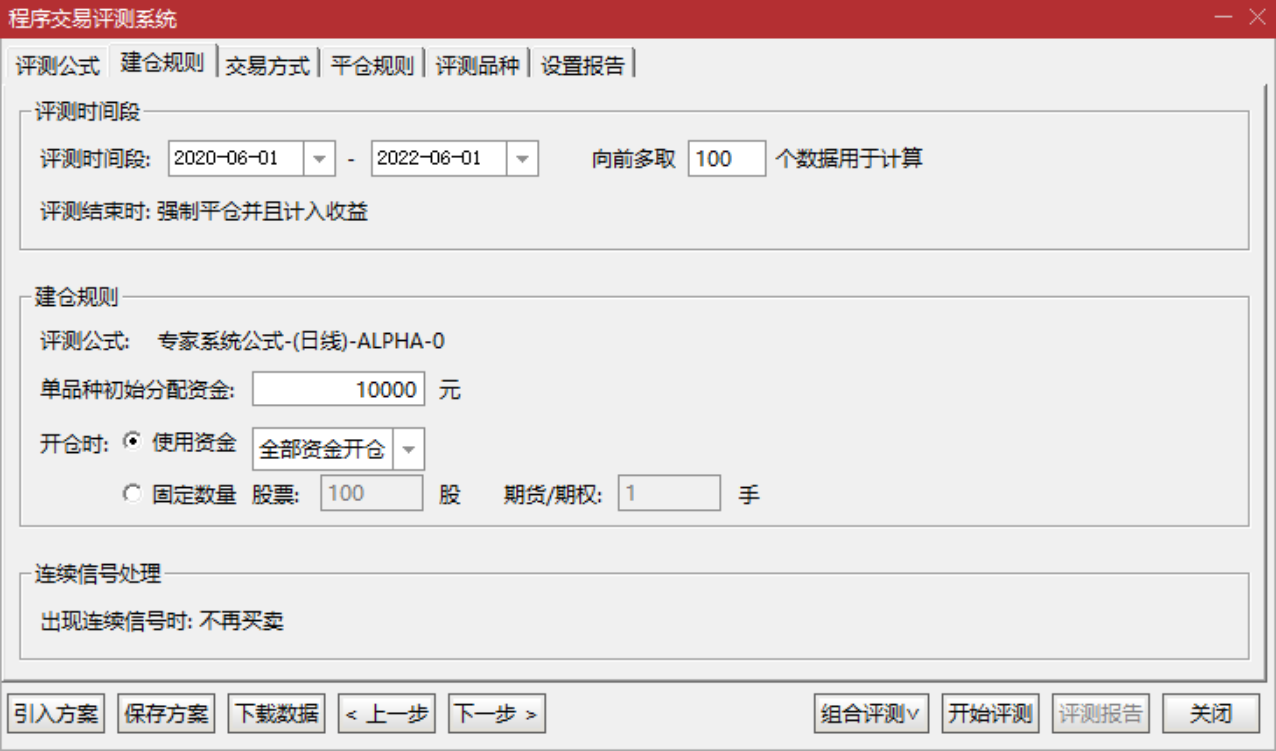 程序交易评测系统
评测公式 建仓规则 交易方式 平仓规则 评测品种 设置报告
评测时间段
评测时间段: 2020-06-01 - 2022-06-01 向前多取 100 个数据用于计算
评测结束时: 强制平仓并且计入收益
建仓规则
评测公式: 专家系统公式-(日线)-ALPHA-0
单品种初始分配资金: 10000 元
开仓时: 使用资金 全部资金开仓
固定数量 股票: 100 股 期货/期权: 1 手
连续信号处理
出现连续信号时: 不再买卖
引入方案 保存方案 下载数据 < 上一步 下一步 > 组合评测∨ 开始评测 评测报告 关闭